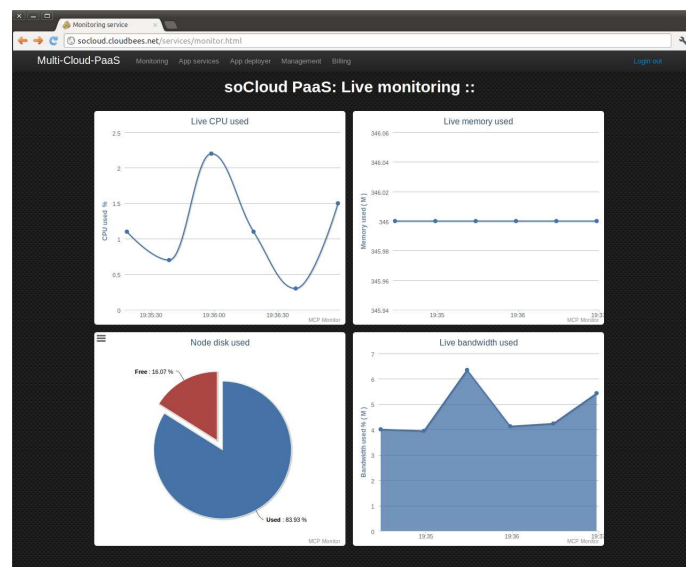 Monitoring service
socloud.cloudbees.net/services/monitor.html
Multi-Cloud-PaaS Monitoring App services App deployer Management Billing Login out
soCloud PaaS: Live monitoring ::
Live CPU used
2.5
2
1.5
1
0.5
0
CPU used %
19:35:30 19:36:00 19:36:30
MCP Monitor
Live memory used
346.06
346.04
346.02
346
345.98
345.96
345.94
Memory used ( M )
19:35 19:36 19:37
MCP Monitor
Node disk used
Free : 16.07 %
Used : 83.93 %
MCP Monitor
Live bandwidth used
7
6
5
4
3
2
1
0
Bandwidth used % ( M )
19:35 19:36 19:37
MCP Monitor